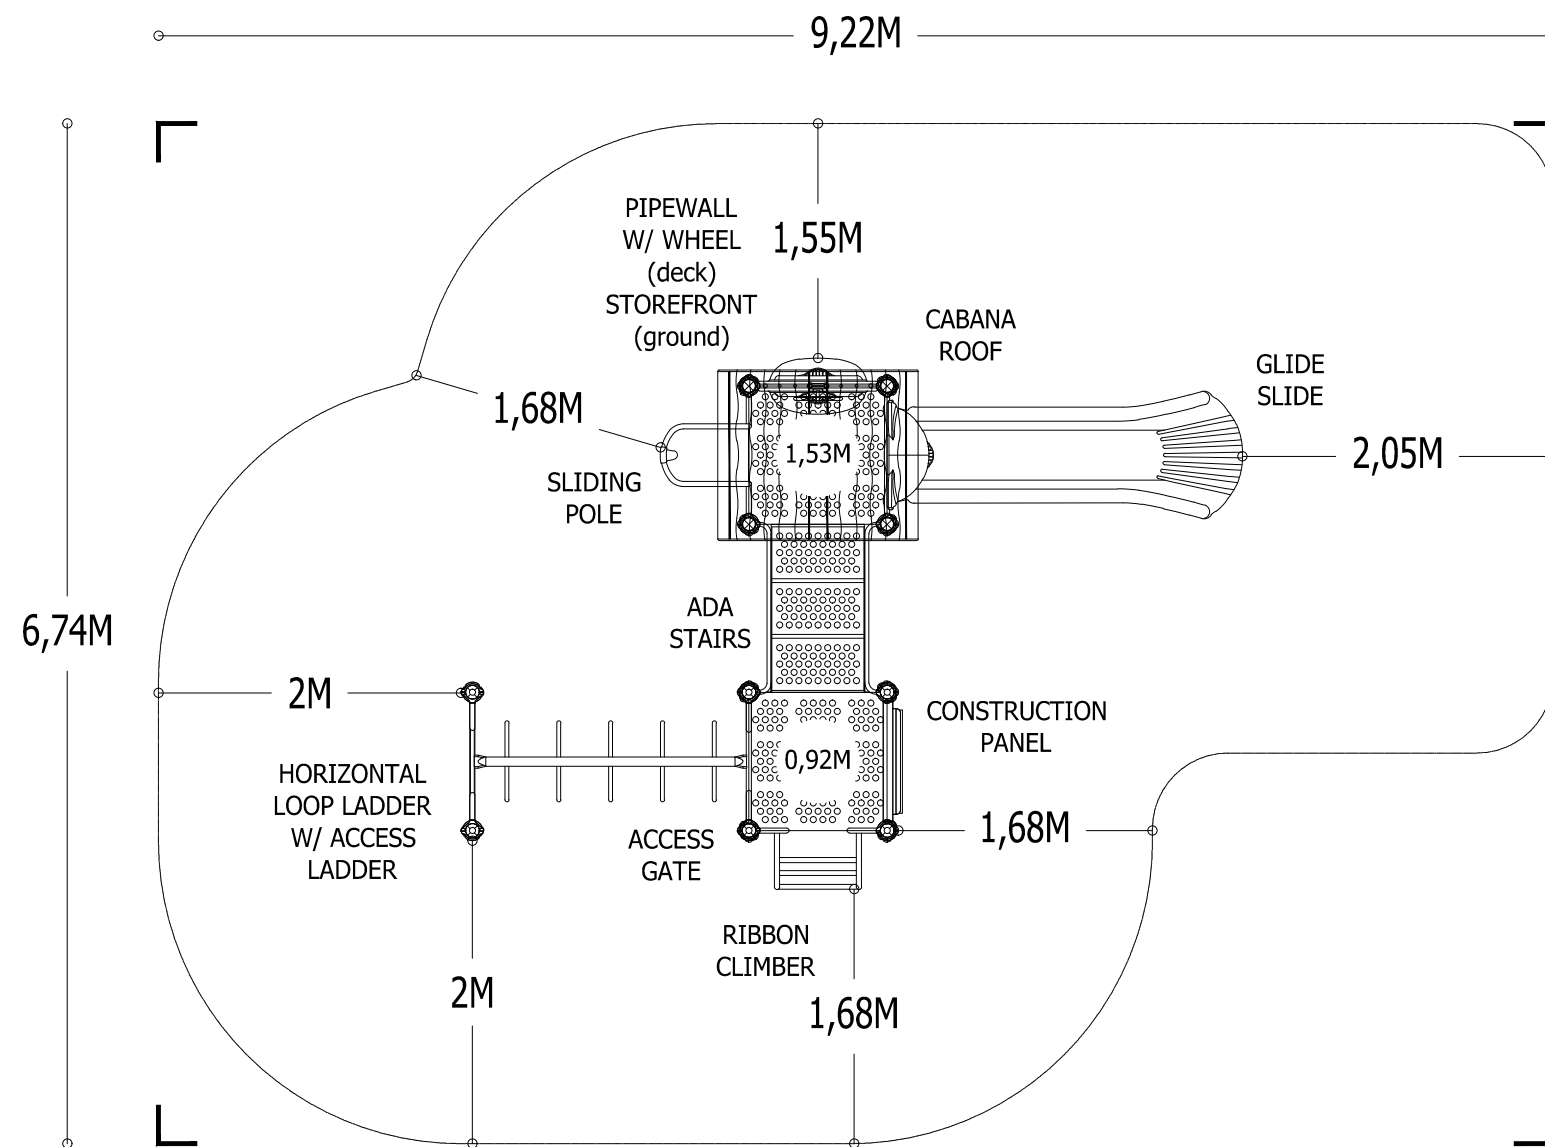 9,22M
PIPEWALL
W/ WHEEL
(deck)
STOREFRONT
(ground)
1,55M
CABANA
ROOF
GLIDE
SLIDE
1,68M
1,53M
2,05M
SLIDING
POLE
6,74M
ADA
STAIRS
2M
CONSTRUCTION
PANEL
0,92M
HORIZONTAL
LOOP LADDER
W/ ACCESS
LADDER
ACCESS
GATE
1,68M
RIBBON
CLIMBER
2M
1,68M